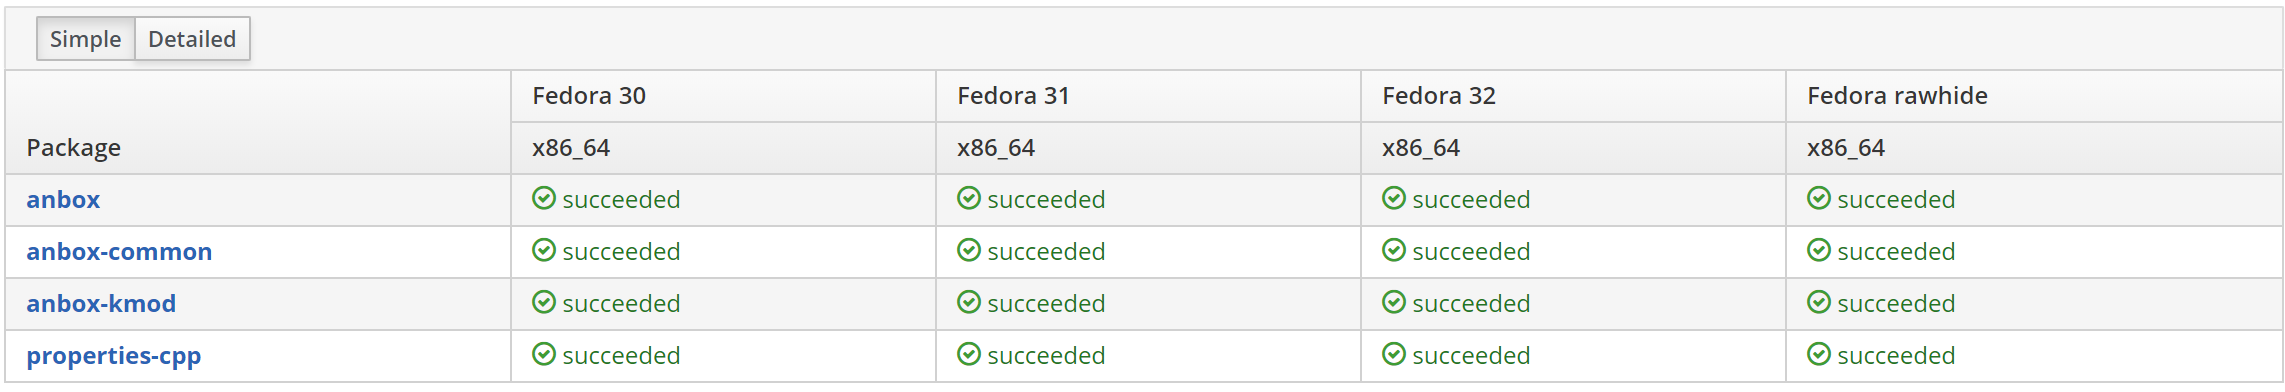 Simple Detailed
Fedora 30 Fedora 31 Fedora 32 Fedora rawhide
Package x86_64 x86_64 x86_64 x86_64
anbox succeeded succeeded succeeded succeeded
anbox-common succeeded succeeded succeeded succeeded
anbox-kmod succeeded succeeded succeeded succeeded
properties-cpp succeeded succeeded succeeded succeeded